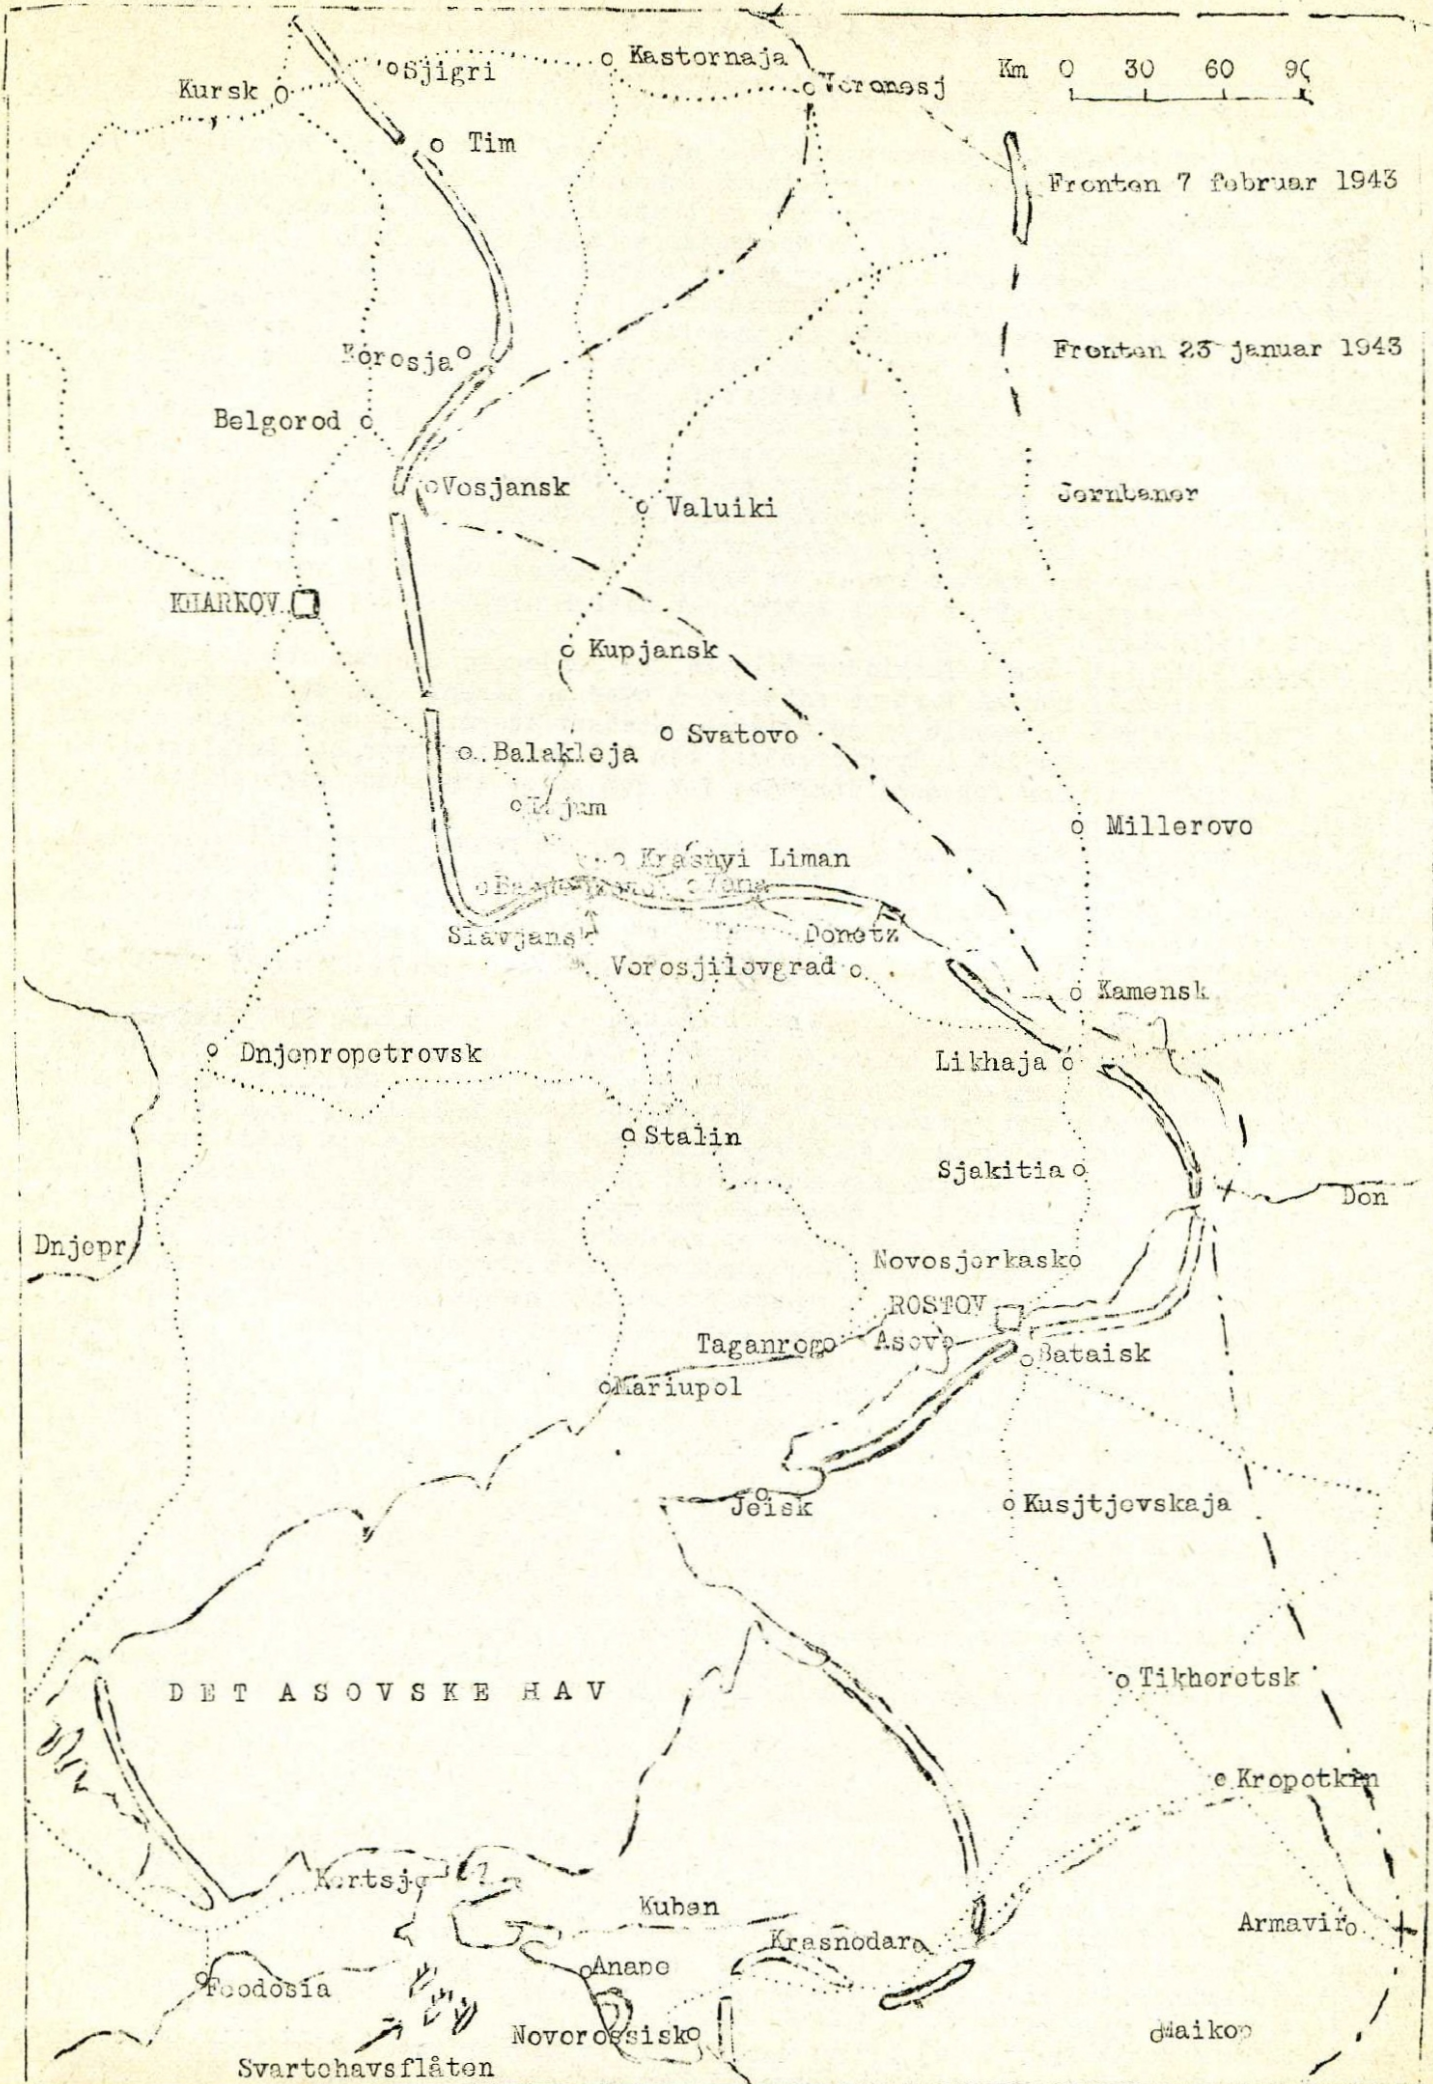 Kastornaja
Sjigri
Km 0 30 60 90
Kursk
Voronesj
Tim
Fronten 7 februar 1943
Fronten 23 januar 1943
Korosja
Belgorod
Vosjansk
Jernbaner
Valuiki
KHARKOV
Kupjansk
Svatovo
Balakleja
Millerovo
Krasnyi Liman
Slavjansk
Donetz
Vorosjilovgrad
Kamensk
Dnjepropetrovsk
Likhaja
Stalin
Sjakitia
Don
Dnjepr
Novosjerkask
ROSTOV
Taganrog
Asov
Bataisk
Mariupol
Jeisk
Kusjtjevskaja
Tikhoretsk
DET ASOVSKE HAV
Kropotkin
Kertsj
Kuban
Armavir
Krasnodar
Anape
Feodosia
Novorossisk
Maikop
Svartehavsflåten